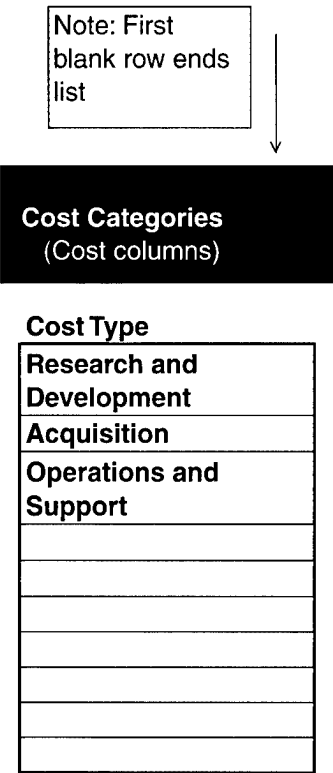 Note: First
blank row ends
list
Cost Categories
(Cost columns)
Cost Type
Research and
Development
Acquisition
Operations and
Support